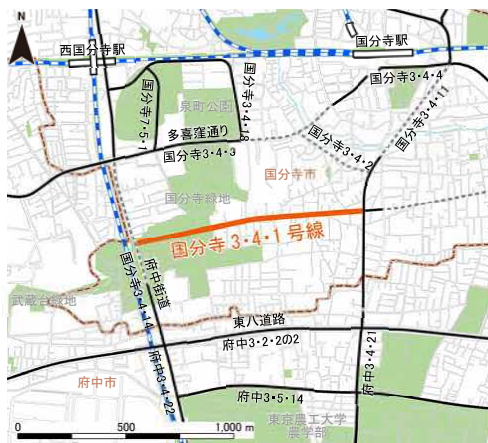 N
西国分寺駅
国分寺駅
国分寺3・4・4
国分寺3・4・11
国分寺7・5・1
泉町公園
国分寺3・4・18
多喜窪通り
国分寺3・4・3
国分寺3・4・2
国分寺緑地
国分寺市
国分寺3・4・1号線
武蔵台緑地
国分寺3・4・14
府中街道
東八道路
府中3・2・2の2
府中市
府中3・4・22
府中3・4・21
府中3・5・14
東京農工大学
農学部
0 500 1,000 m